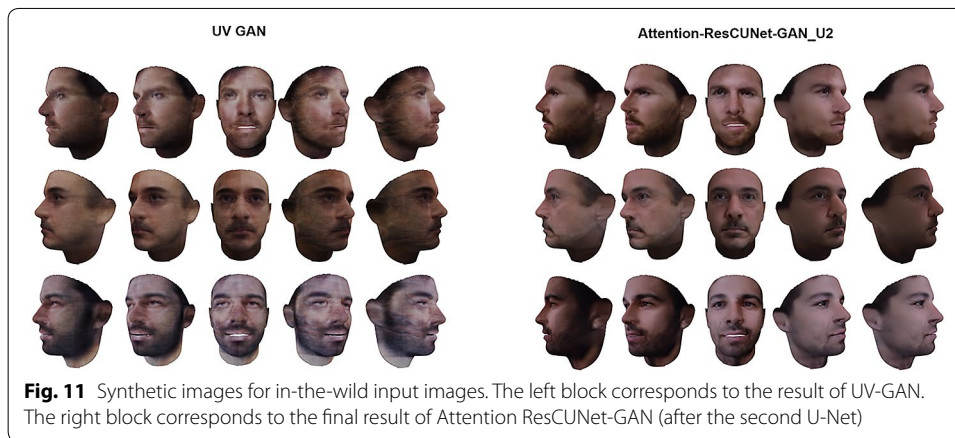 UV GAN
Attention-ResCUNet-GAN_U2
Fig. 11 Synthetic images for in-the-wild input images. The left block corresponds to the result of UV-GAN.
The right block corresponds to the final result of Attention ResCUNet-GAN (after the second U-Net)